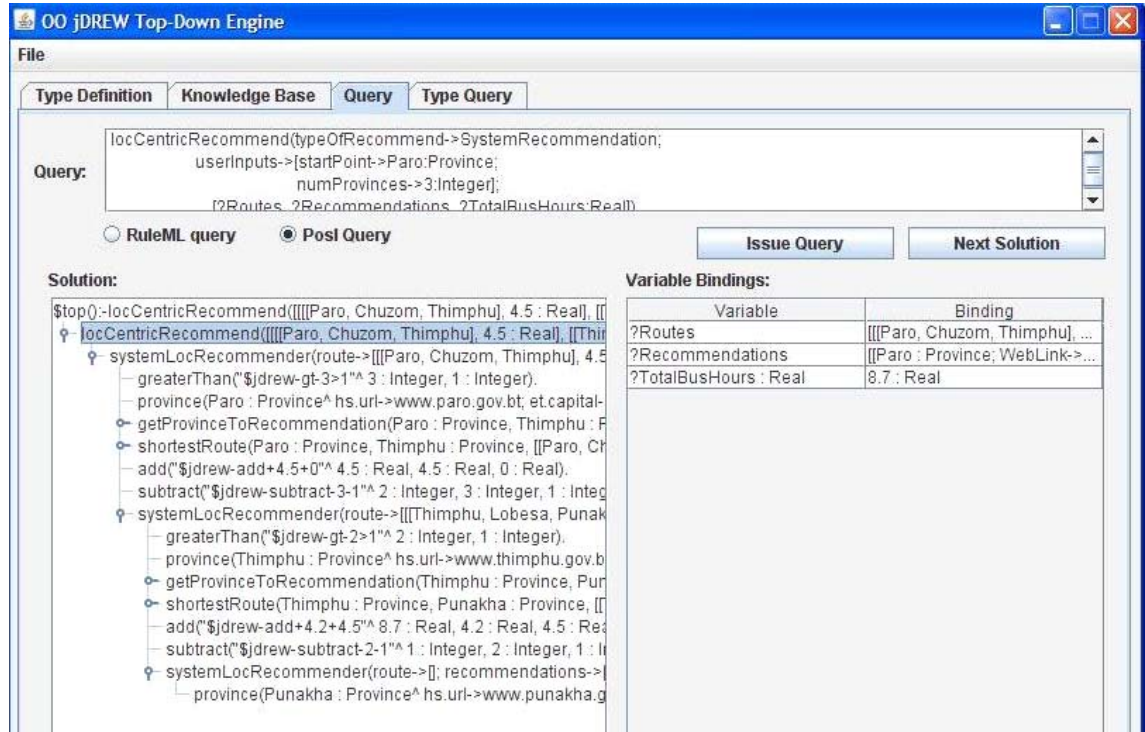 OO jDREW Top-Down Engine
File
Type Definition Knowledge Base Query Type Query
Query:
locCentricRecommend(typeOfRecommend->SystemRecommendation;
userInputs->[startPoint->Paro:Province;
numProvinces->3:Integer];
[?Routes, ?Recommendations, ?TotalBusHours:Real])
RuleML query Posl Query Issue Query Next Solution
Solution: Variable Bindings:
$top():-locCentricRecommend([[[[Paro, Chuzom, Thimphu], 4.5 : Real], [[
locCentricRecommend([[[[Paro, Chuzom, Thimphu], 4.5 : Real], [[Thi
systemLocRecommender(route->[[[Paro, Chuzom, Thimphu], 4.5
greaterThan("$jdrew-gt-3>1"^ 3 : Integer, 1 : Integer).
province(Paro : Province^ hs.url->www.paro.gov.bt; et.capital-
getProvinceToRecommendation(Paro : Province, Thimphu : P
shortestRoute(Paro : Province, Thimphu : Province, [[Paro, Ch
add("$jdrew-add+4.5+0"^ 4.5 : Real, 4.5 : Real, 0 : Real).
subtract("$jdrew-subtract-3-1"^ 2 : Integer, 3 : Integer, 1 : Integ
systemLocRecommender(route->[[[Thimphu, Lobesa, Punak
greaterThan("$jdrew-gt-2>1"^ 2 : Integer, 1 : Integer).
province(Thimphu : Province^ hs.url->www.thimphu.gov.b
getProvinceToRecommendation(Thimphu : Province, Pun
shortestRoute(Thimphu : Province, Punakha : Province, [[
add("$jdrew-add+4.2+4.5"^ 8.7 : Real, 4.2 : Real, 4.5 : Rea
subtract("$jdrew-subtract-2-1"^ 1 : Integer, 2 : Integer, 1 : I
systemLocRecommender(route->[]; recommendations->[
province(Punakha : Province^ hs.url->www.punakha.g
Variable Binding
?Routes [[[Paro, Chuzom, Thimphu], ...
?Recommendations [[Paro : Province; WebLink->...
?TotalBusHours : Real 8.7 : Real